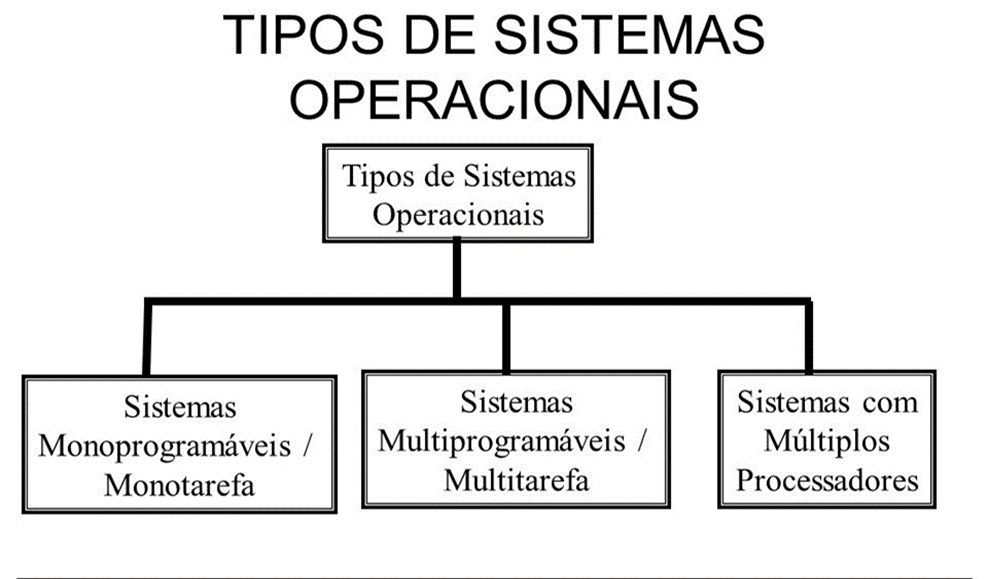 TIPOS DE SISTEMAS
OPERACIONAIS
Tipos de Sistemas
Operacionais
Sistemas
Monoprogramáveis /
Monotarefa
Sistemas
Multiprogramáveis /
Multitarefa
Sistemas com
Múltiplos
Processadores